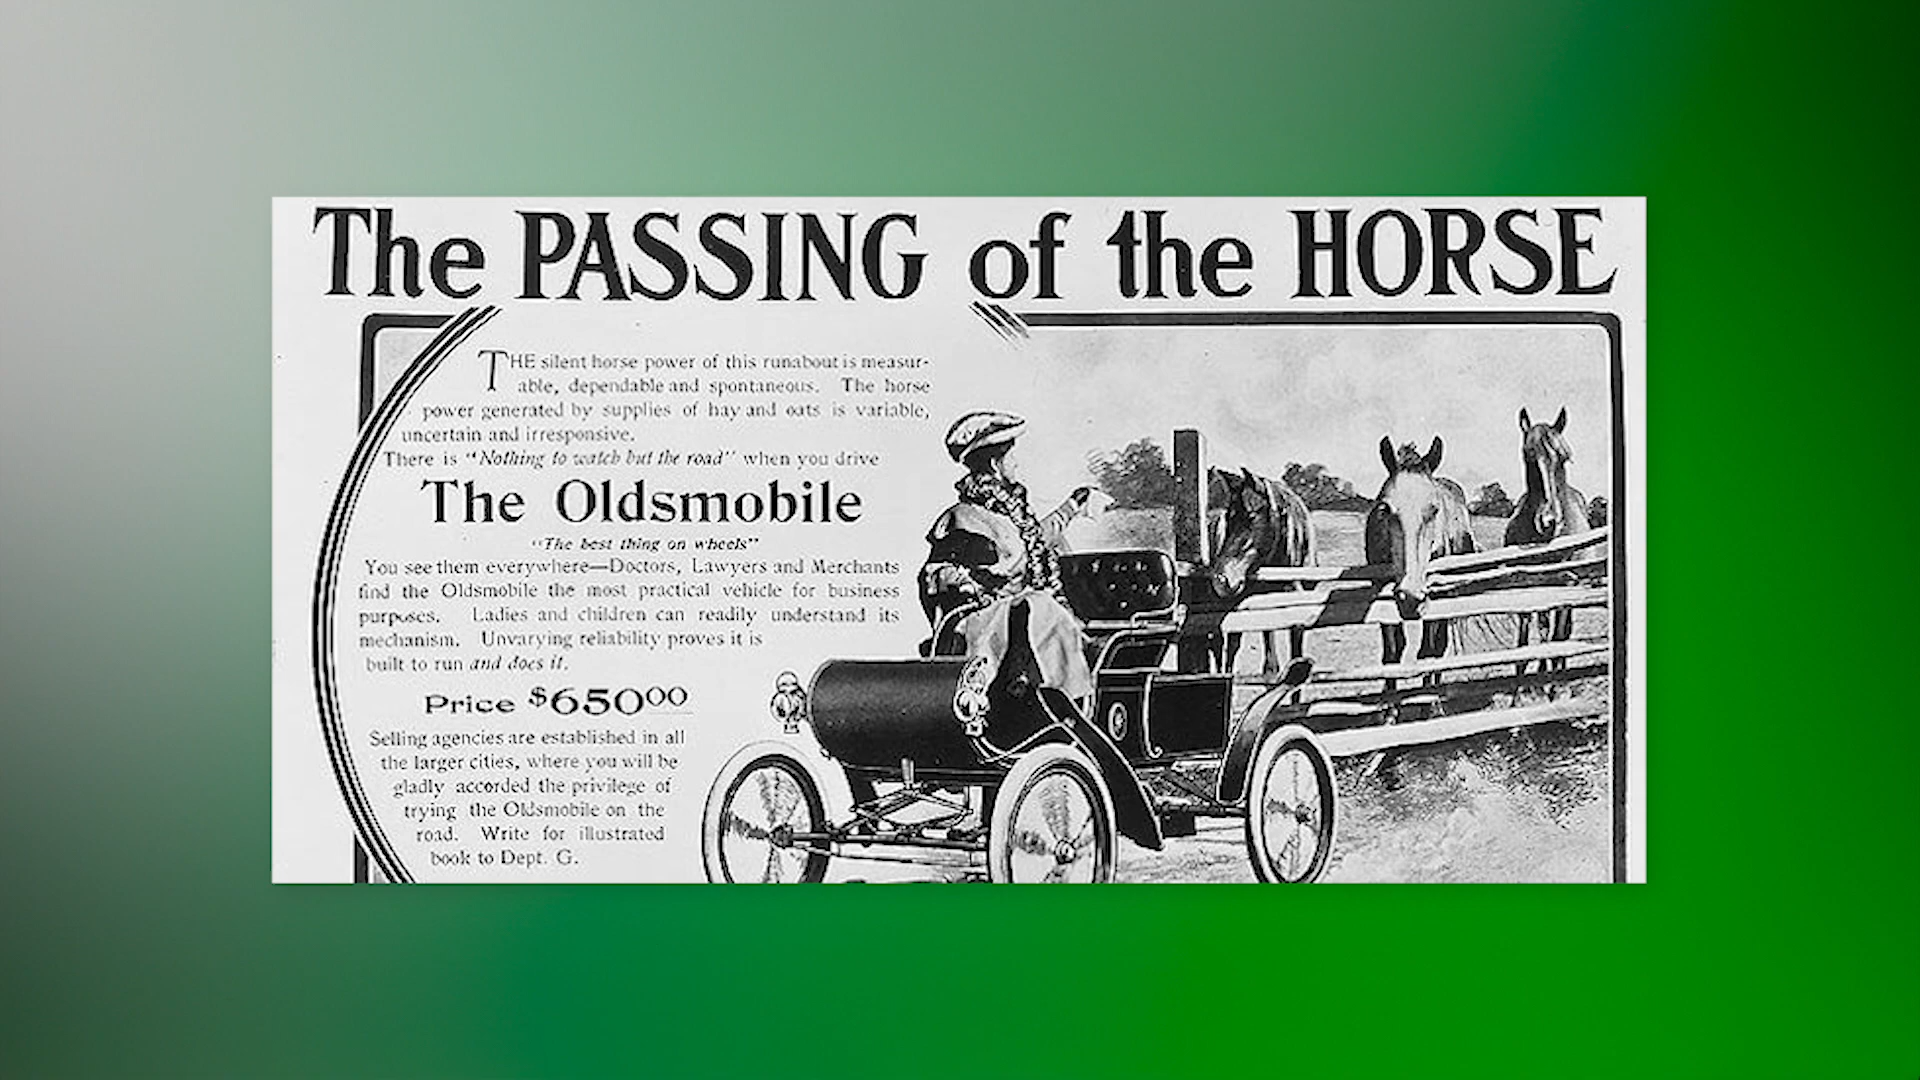 The PASSING of the HORSE
THE silent horse power of this runabout is measur-
able, dependable and spontaneous. The horse
power generated by supplies of hay and oats is variable,
uncertain and irresponsive.
There is "Nothing to watch but the road" when you drive
The Oldsmobile
"The best thing on wheels"
You see them everywhere—Doctors, Lawyers and Merchants
find the Oldsmobile the most practical vehicle for business
purposes. Ladies and children can readily understand its
mechanism. Unvarying reliability proves it is
built to run and does it.
Price $65000
Selling agencies are established in all
the larger cities, where you will be
gladly accorded the privilege of
trying the Oldsmobile on the
road. Write for illustrated
book to Dept. G.